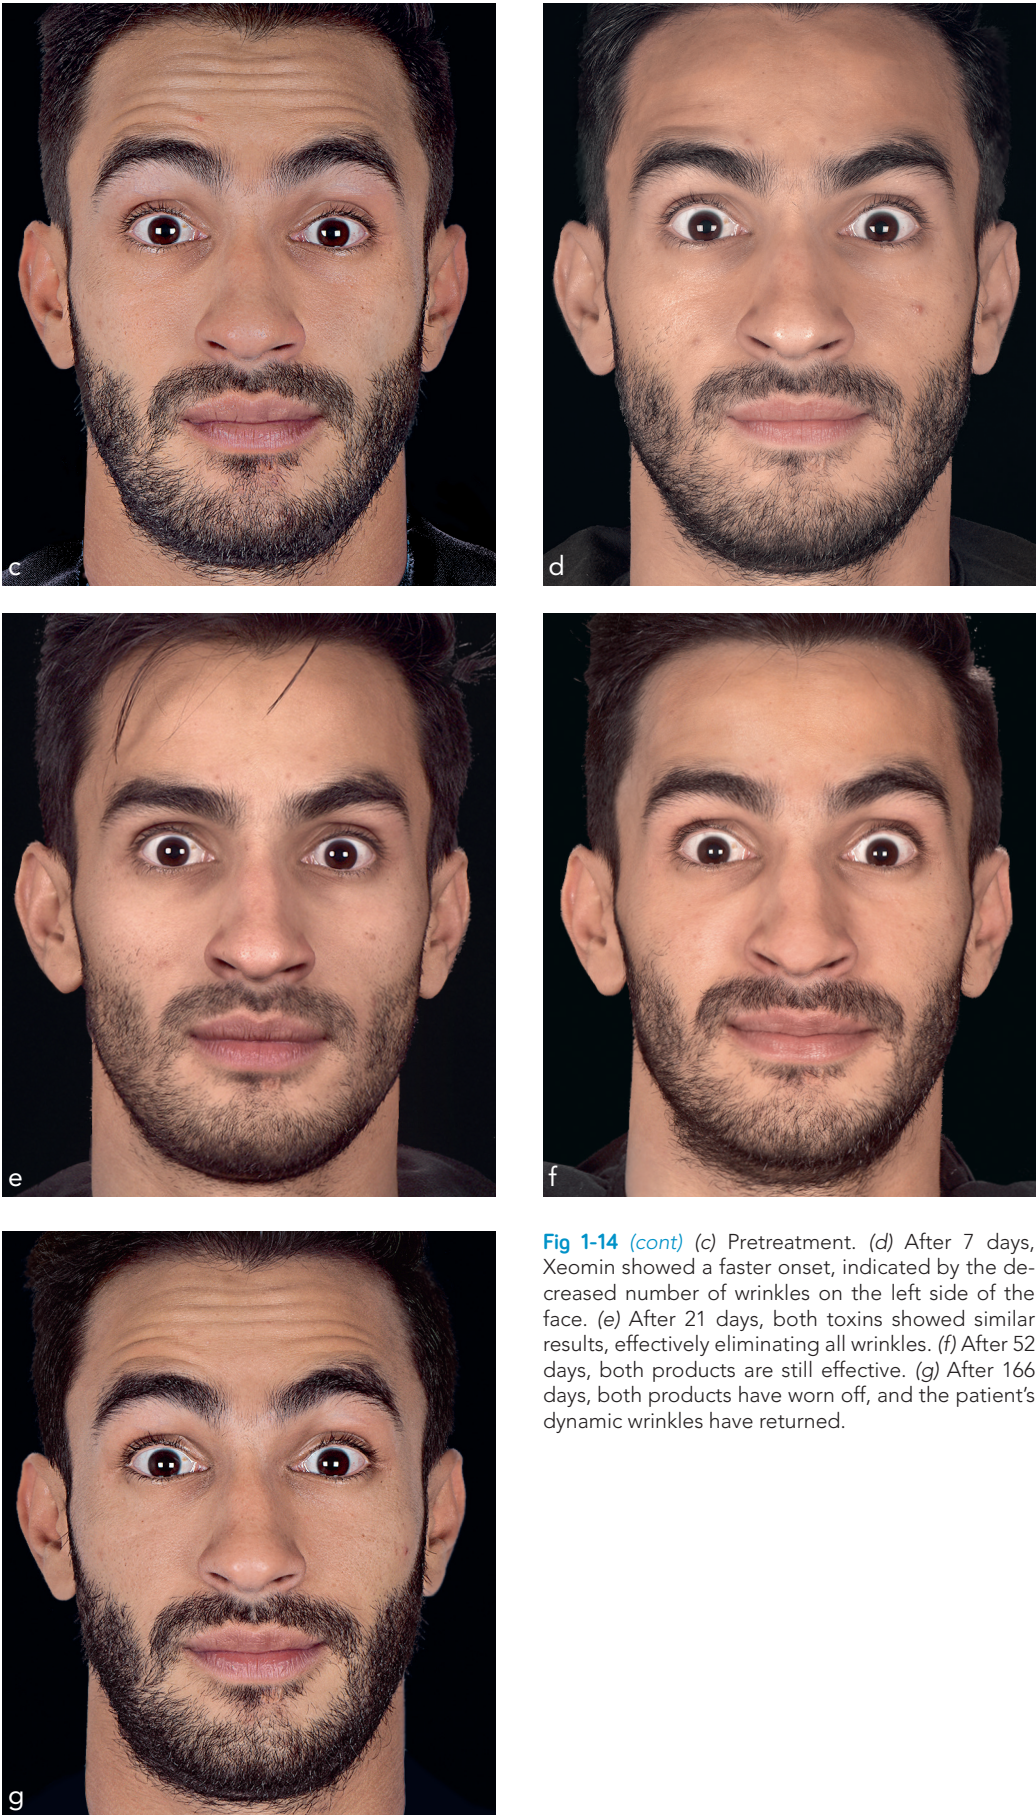 c
d
e
f
g
Fig 1-14 (cont) (c) Pretreatment. (d) After 7 days,
Xeomin showed a faster onset, indicated by the de-
creased number of wrinkles on the left side of the
face. (e) After 21 days, both toxins showed similar
results, effectively eliminating all wrinkles. (f) After 52
days, both products are still effective. (g) After 166
days, both products have worn off, and the patient’s
dynamic wrinkles have returned.